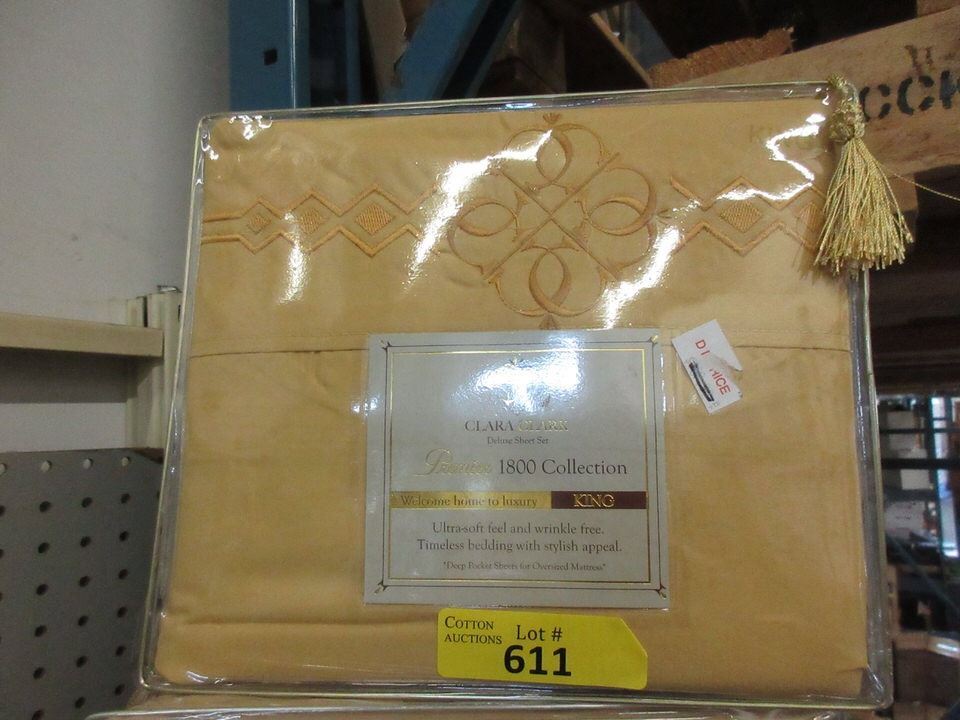 CLARA CLARK
Deluxe Sheet Set
Premier 1800 Collection
Welcome home to luxury KING
Ultra-soft feel and wrinkle free.
Timeless bedding with stylish appeal.
"Deep Pocket Sheets for Oversized Mattress"
COTTON
AUCTIONS
Lot #
611